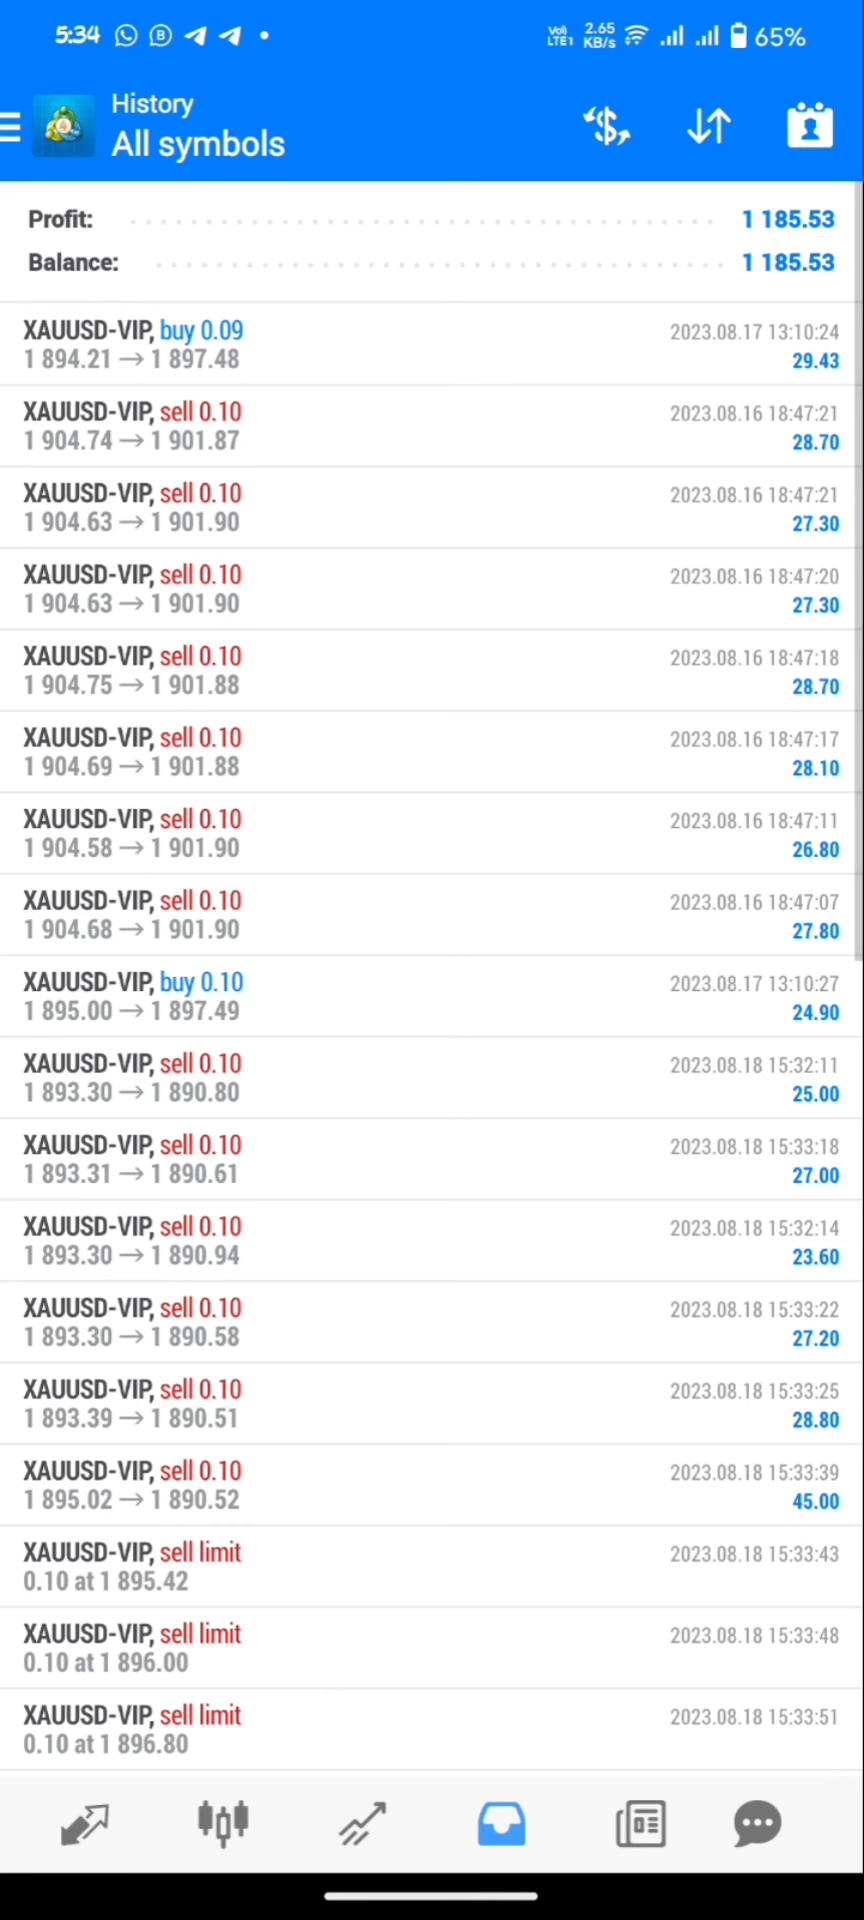 5:34
Vo)) LTE1 2.65 KB/s 65%
History
All symbols
Profit: 1 185.53
Balance: 1 185.53
XAUUSD-VIP, buy 0.09 2023.08.17 13:10:24
1 894.21 → 1 897.48 29.43
XAUUSD-VIP, sell 0.10 2023.08.16 18:47:21
1 904.74 → 1 901.87 28.70
XAUUSD-VIP, sell 0.10 2023.08.16 18:47:21
1 904.63 → 1 901.90 27.30
XAUUSD-VIP, sell 0.10 2023.08.16 18:47:20
1 904.63 → 1 901.90 27.30
XAUUSD-VIP, sell 0.10 2023.08.16 18:47:18
1 904.75 → 1 901.88 28.70
XAUUSD-VIP, sell 0.10 2023.08.16 18:47:17
1 904.69 → 1 901.88 28.10
XAUUSD-VIP, sell 0.10 2023.08.16 18:47:11
1 904.58 → 1 901.90 26.80
XAUUSD-VIP, sell 0.10 2023.08.16 18:47:07
1 904.68 → 1 901.90 27.80
XAUUSD-VIP, buy 0.10 2023.08.17 13:10:27
1 895.00 → 1 897.49 24.90
XAUUSD-VIP, sell 0.10 2023.08.18 15:32:11
1 893.30 → 1 890.80 25.00
XAUUSD-VIP, sell 0.10 2023.08.18 15:33:18
1 893.31 → 1 890.61 27.00
XAUUSD-VIP, sell 0.10 2023.08.18 15:32:14
1 893.30 → 1 890.94 23.60
XAUUSD-VIP, sell 0.10 2023.08.18 15:33:22
1 893.30 → 1 890.58 27.20
XAUUSD-VIP, sell 0.10 2023.08.18 15:33:25
1 893.39 → 1 890.51 28.80
XAUUSD-VIP, sell 0.10 2023.08.18 15:33:39
1 895.02 → 1 890.52 45.00
XAUUSD-VIP, sell limit 2023.08.18 15:33:43
0.10 at 1 895.42
XAUUSD-VIP, sell limit 2023.08.18 15:33:48
0.10 at 1 896.00
XAUUSD-VIP, sell limit 2023.08.18 15:33:51
0.10 at 1 896.80